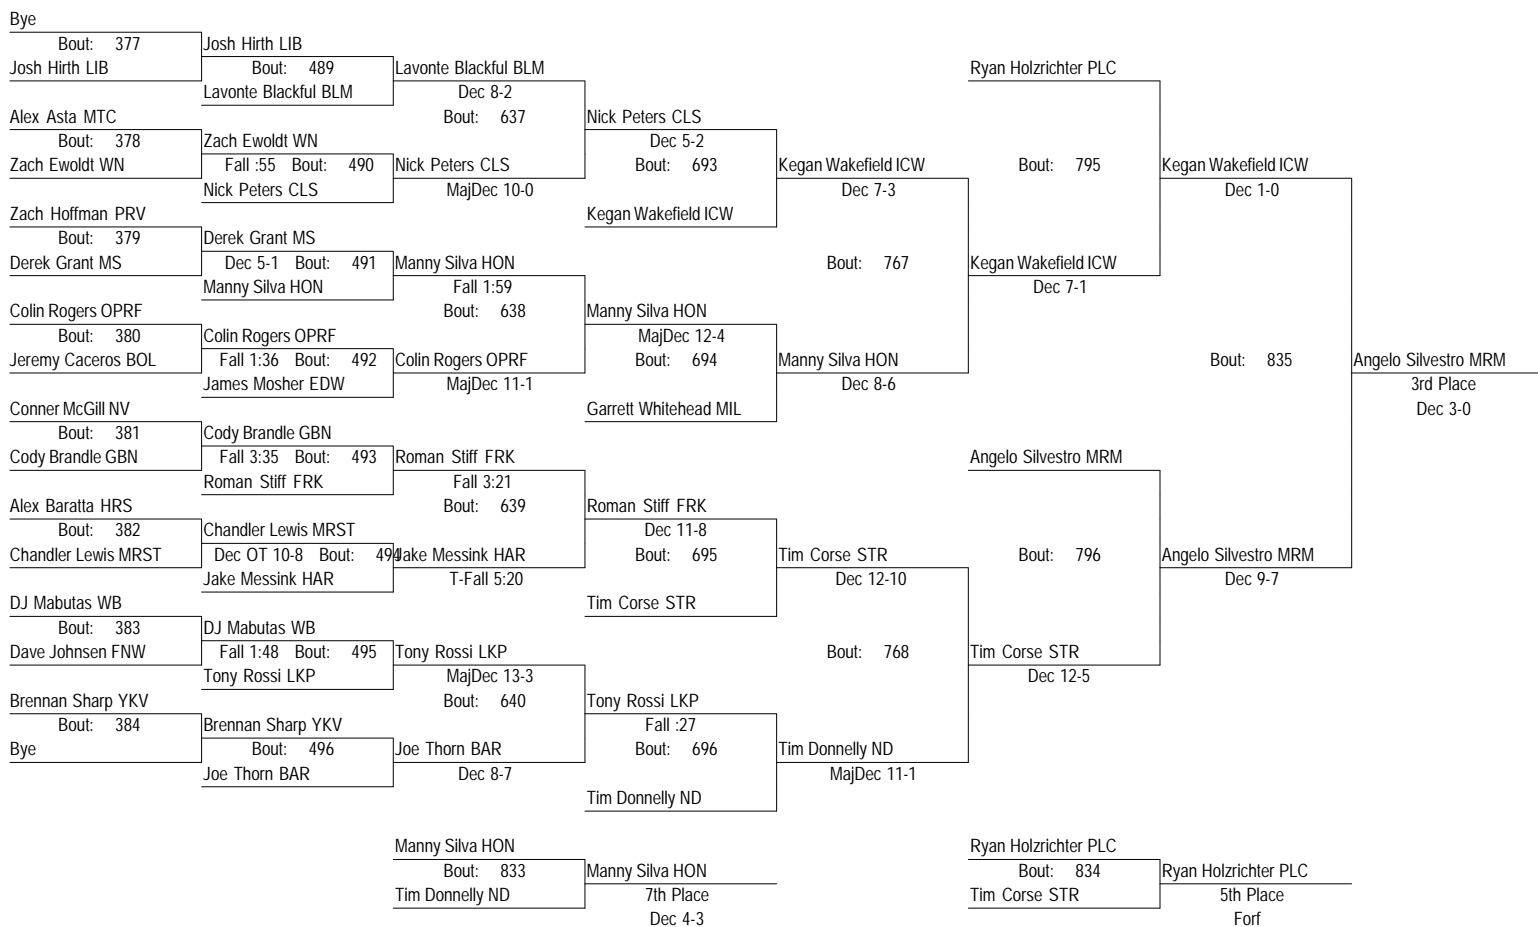 Bye
Bout: 377
Josh Hirth LIB
Josh Hirth LIB
Bout: 489
Lavonte Blackful BLM
Lavonte Blackful BLM
Dec 8-2
Bout: 637
Ryan Holzrichter PLC
Alex Asta MTC
Bout: 378
Zach Ewoldt WN
Zach Ewoldt WN
Fall :55 Bout: 490
Nick Peters CLS
Nick Peters CLS
MajDec 10-0
Nick Peters CLS
Dec 5-2
Bout: 693
Kegan Wakefield ICW
Kegan Wakefield ICW
Dec 7-3
Bout: 795
Kegan Wakefield ICW
Dec 1-0
Zach Hoffman PRV
Bout: 379
Derek Grant MS
Derek Grant MS
Dec 5-1 Bout: 491
Manny Silva HON
Manny Silva HON
Fall 1:59
Bout: 638
Bout: 767
Kegan Wakefield ICW
Dec 7-1
Colin Rogers OPRF
Bout: 380
Jeremy Caceros BOL
Colin Rogers OPRF
Fall 1:36 Bout: 492
James Mosher EDW
Colin Rogers OPRF
MajDec 11-1
Manny Silva HON
MajDec 12-4
Bout: 694
Garrett Whitehead MIL
Manny Silva HON
Dec 8-6
Bout: 835
Angelo Silvestro MRM
3rd Place
Dec 3-0
Conner McGill NV
Bout: 381
Cody Brandle GBN
Cody Brandle GBN
Fall 3:35 Bout: 493
Roman Stiff FRK
Roman Stiff FRK
Fall 3:21
Bout: 639
Angelo Silvestro MRM
Alex Baratta HRS
Bout: 382
Chandler Lewis MRST
Chandler Lewis MRST
Dec OT 10-8 Bout: 494
Jake Messink HAR
Jake Messink HAR
T-Fall 5:20
Roman Stiff FRK
Dec 11-8
Bout: 695
Tim Corse STR
Tim Corse STR
Dec 12-10
Bout: 796
Angelo Silvestro MRM
Dec 9-7
DJ Mabutas WB
Bout: 383
Dave Johnsen FNW
DJ Mabutas WB
Fall 1:48 Bout: 495
Tony Rossi LKP
Tony Rossi LKP
MajDec 13-3
Bout: 640
Bout: 768
Tim Corse STR
Dec 12-5
Brennan Sharp YKV
Bout: 384
Bye
Brennan Sharp YKV
Bout: 496
Joe Thorn BAR
Joe Thorn BAR
Dec 8-7
Tony Rossi LKP
Fall :27
Bout: 696
Tim Donnelly ND
Tim Donnelly ND
MajDec 11-1
Manny Silva HON
Bout: 833
Tim Donnelly ND
Manny Silva HON
7th Place
Dec 4-3
Ryan Holzrichter PLC
Bout: 834
Tim Corse STR
Ryan Holzrichter PLC
5th Place
Forf